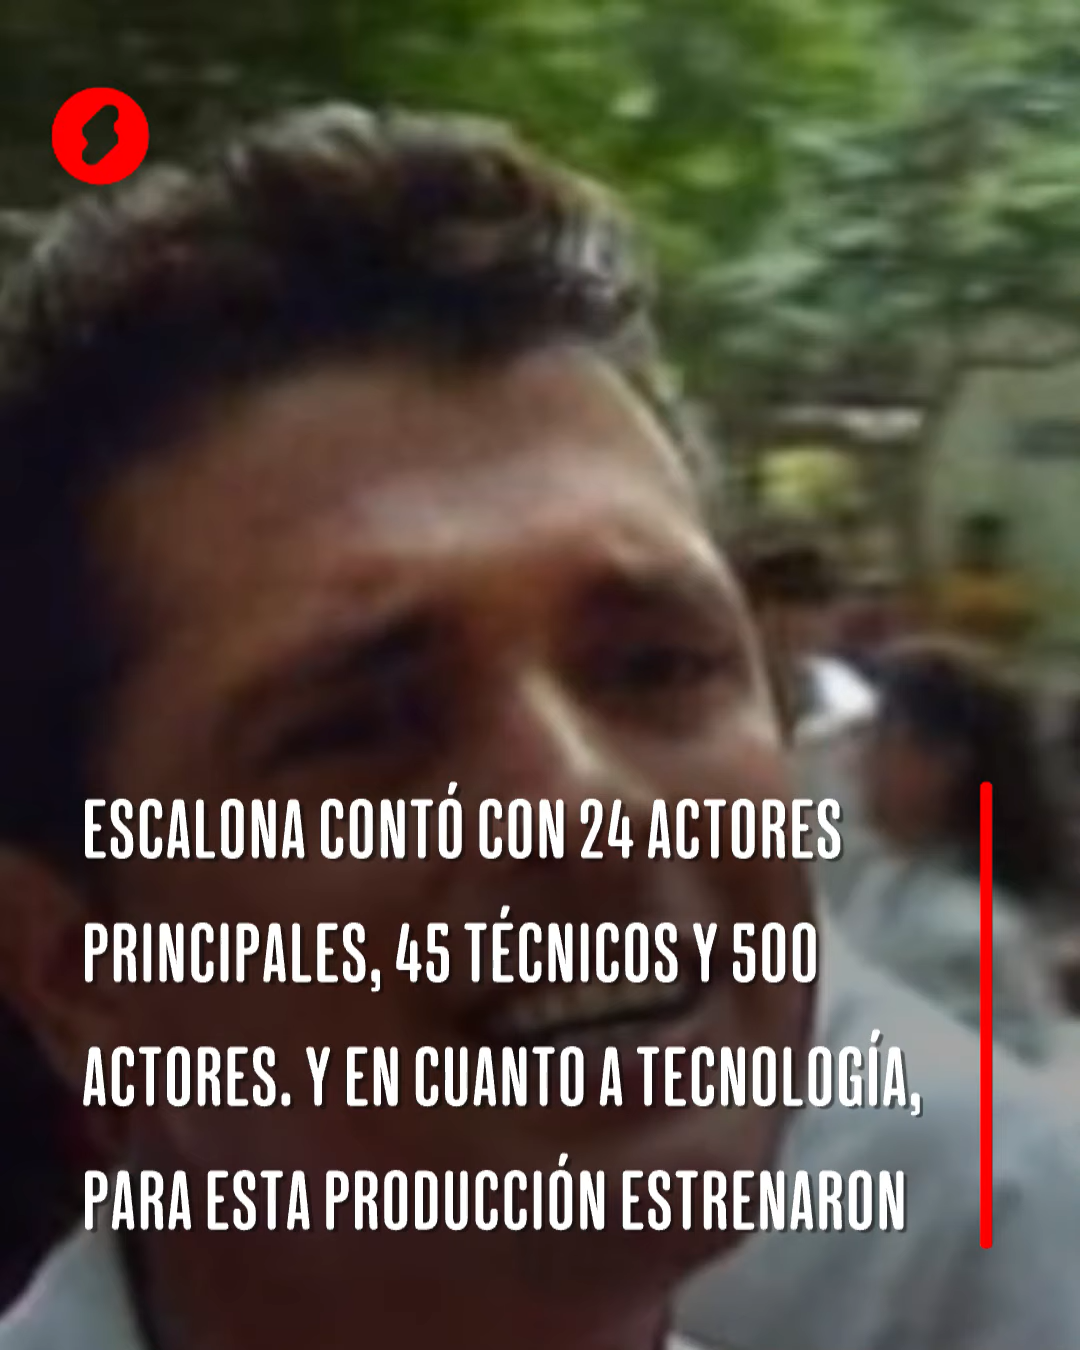 ESCALONA CONTÓ CON 24 ACTORES
PRINCIPALES, 45 TÉCNICOS Y 500
ACTORES. Y EN CUANTO A TECNOLOGÍA,
PARA ESTA PRODUCCIÓN ESTRENARON